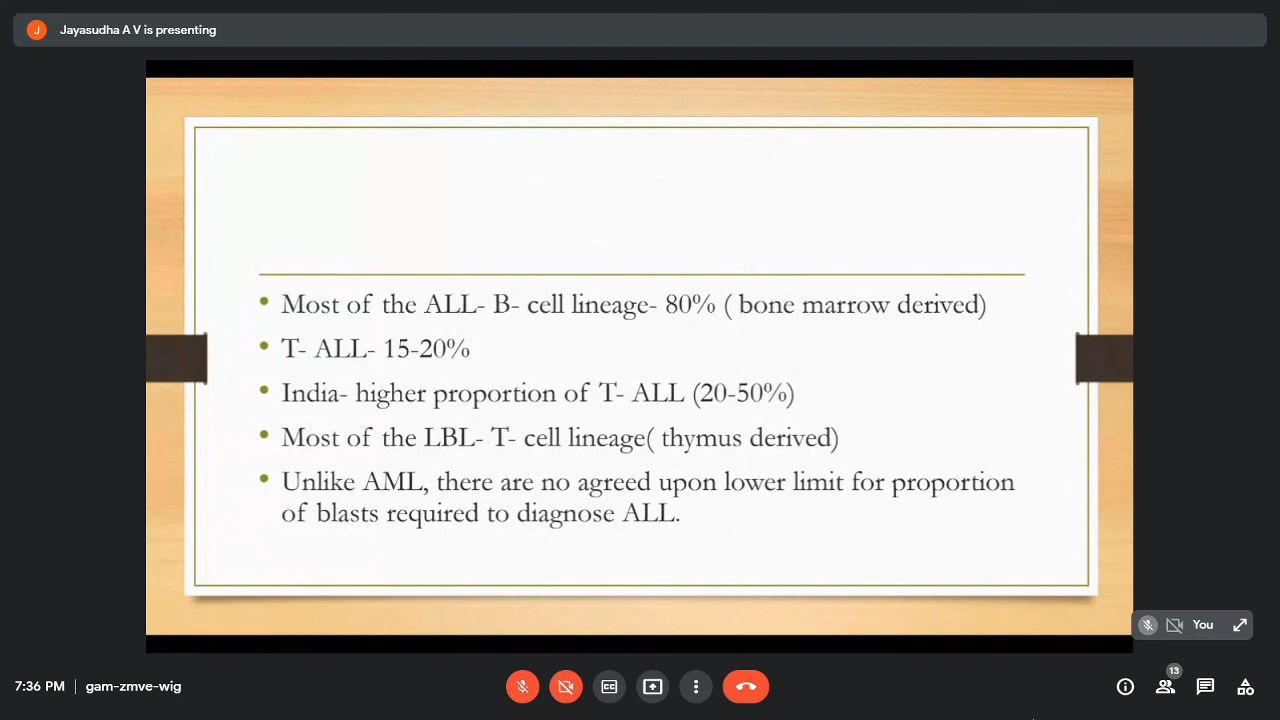 J Jayasudha A V is presenting
• Most of the ALL- B- cell lineage- 80% ( bone marrow derived)
• T- ALL- 15-20%
• India- higher proportion of T- ALL (20-50%)
• Most of the LBL- T- cell lineage( thymus derived)
• Unlike AML, there are no agreed upon lower limit for proportion
of blasts required to diagnose ALL.
You
13
7:36 PM | gam-zmve-wig
CC